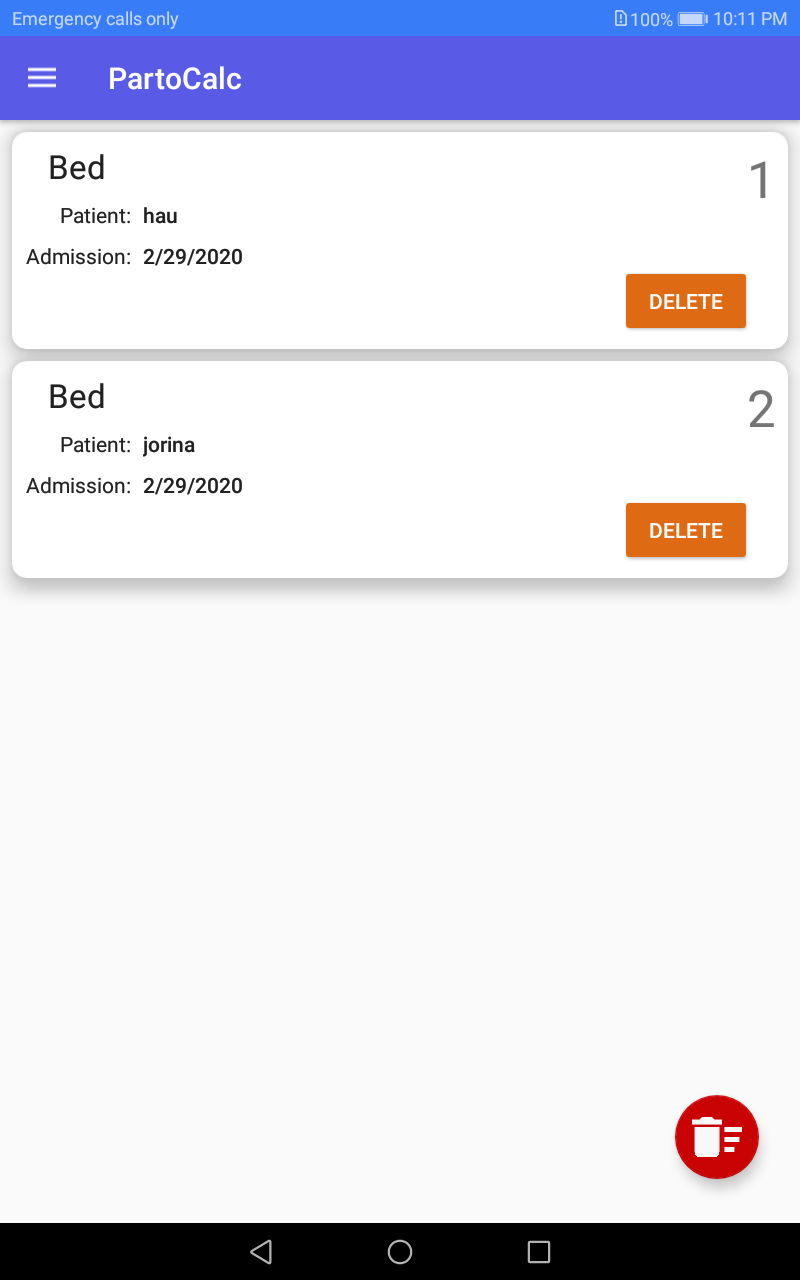 Emergency calls only 100% 10:11 PM
PartoCalc
Bed 1
Patient: hau
Admission: 2/29/2020
DELETE
Bed 2
Patient: jorina
Admission: 2/29/2020
DELETE